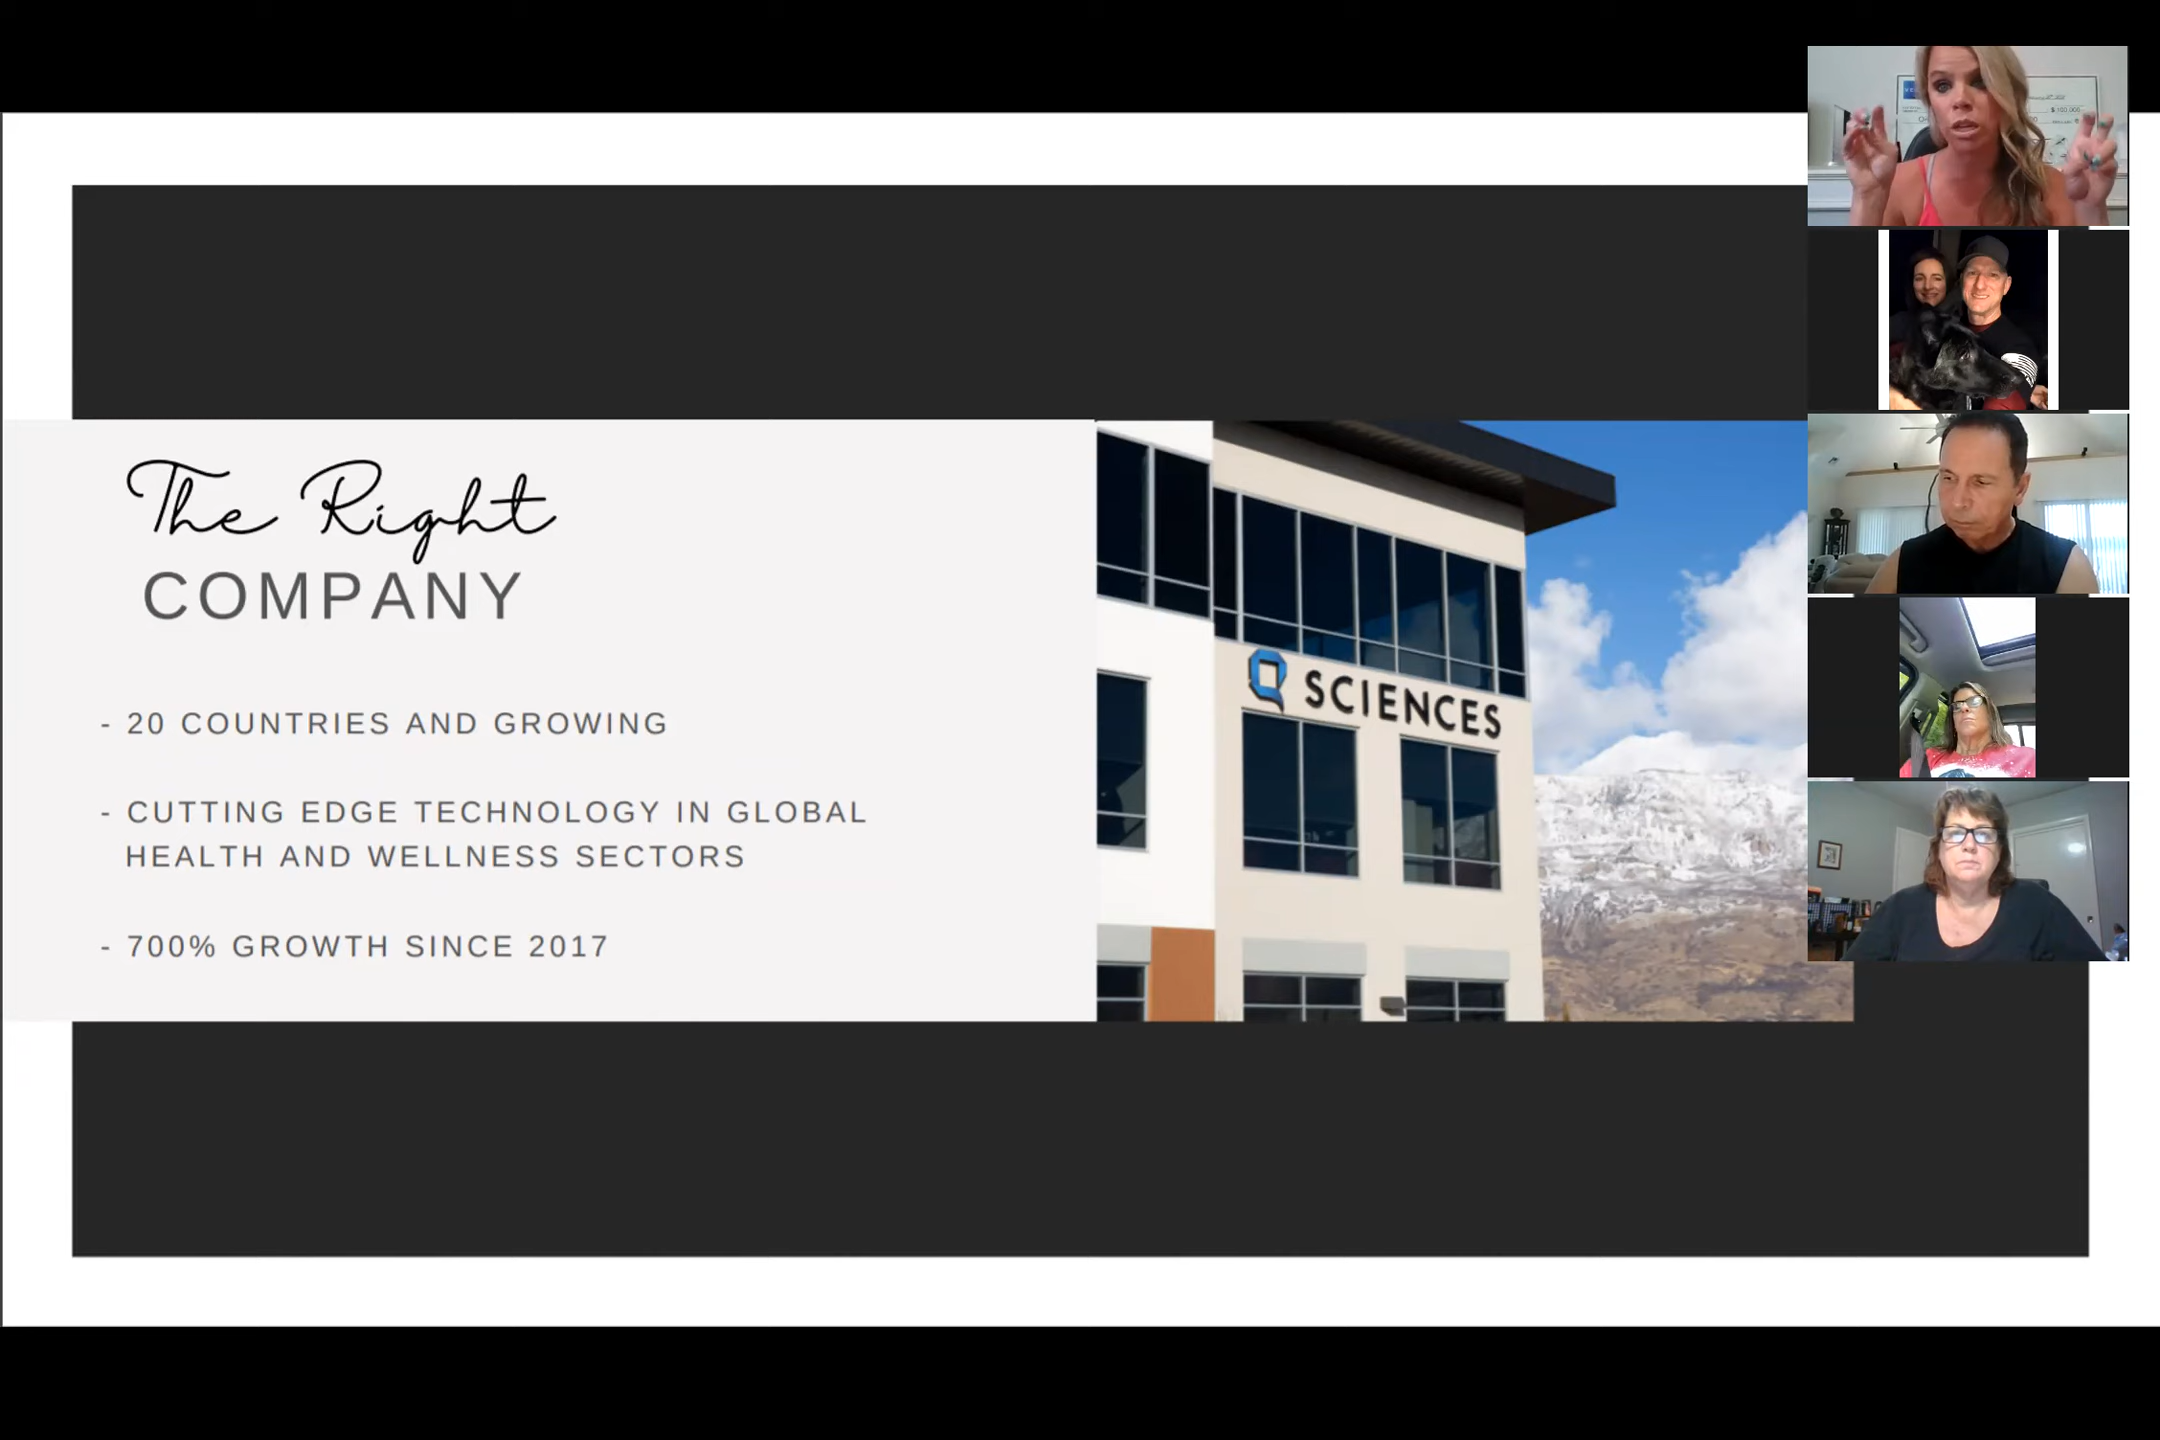 The Right
COMPANY
- 20 COUNTRIES AND GROWING
- CUTTING EDGE TECHNOLOGY IN GLOBAL
HEALTH AND WELLNESS SECTORS
- 700% GROWTH SINCE 2017
Q SCIENCES